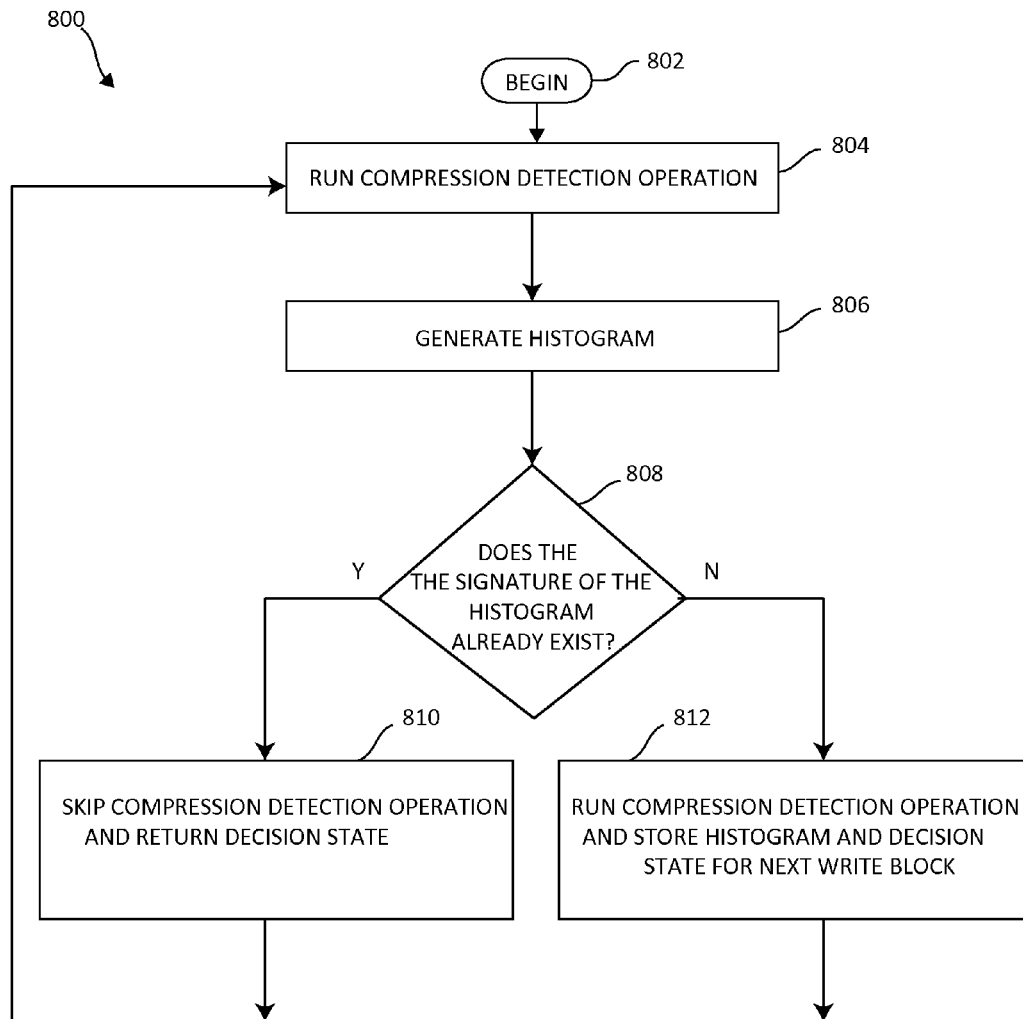 800
BEGIN
802
RUN COMPRESSION DETECTION OPERATION
804
GENERATE HISTOGRAM
806
808
DOES THE
THE SIGNATURE OF THE
HISTOGRAM
ALREADY EXIST?
Y
N
810
SKIP COMPRESSION DETECTION OPERATION
AND RETURN DECISION STATE
812
RUN COMPRESSION DETECTION OPERATION
AND STORE HISTOGRAM AND DECISION
STATE FOR NEXT WRITE BLOCK